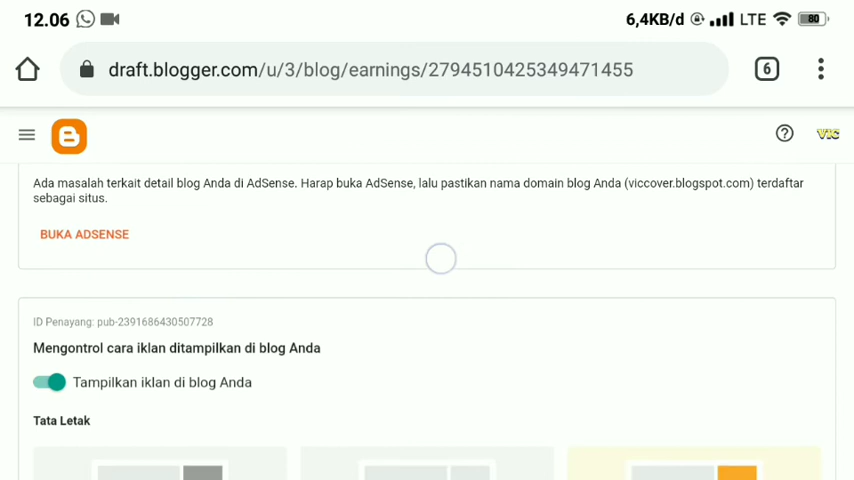 12.06
6,4KB/d
LTE
80
draft.blogger.com/u/3/blog/earnings/2794510425349471455
6
VIC
Ada masalah terkait detail blog Anda di AdSense. Harap buka AdSense, lalu pastikan nama domain blog Anda (viccover.blogspot.com) terdaftar
sebagai situs.
BUKA ADSENSE
ID Penayang: pub-2391686430507728
Mengontrol cara iklan ditampilkan di blog Anda
Tampilkan iklan di blog Anda
Tata Letak